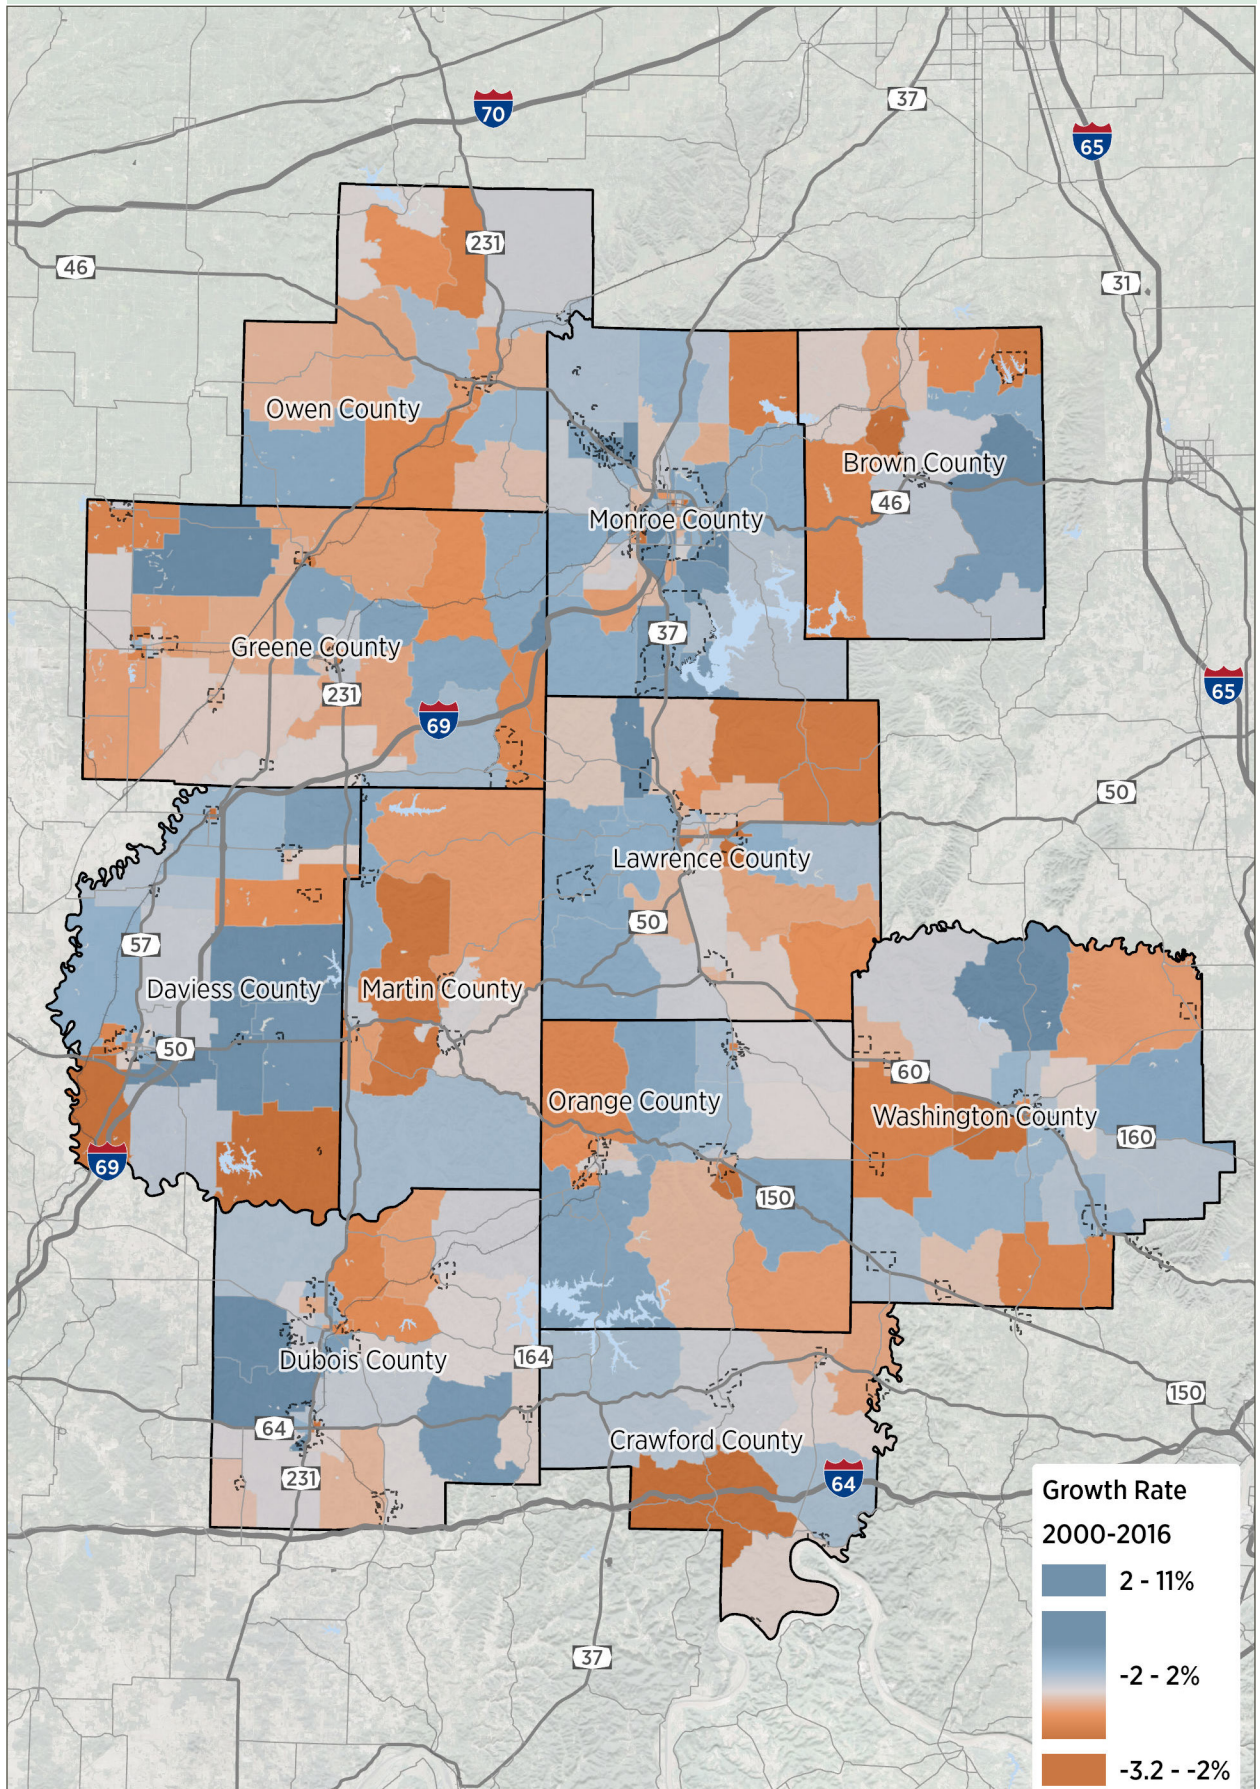 70
37
65
231
46
31
Owen County
Brown County
46
Monroe County
37
Greene County
231
65
69
50
Lawrence County
50
57
Daviess County
Martin County
50
60
Orange County
Washington County
160
69
150
164
Dubois County
150
64
Crawford County
231
64
37
Growth Rate
2000-2016
2 - 11%
-2 - 2%
-3.2 - -2%